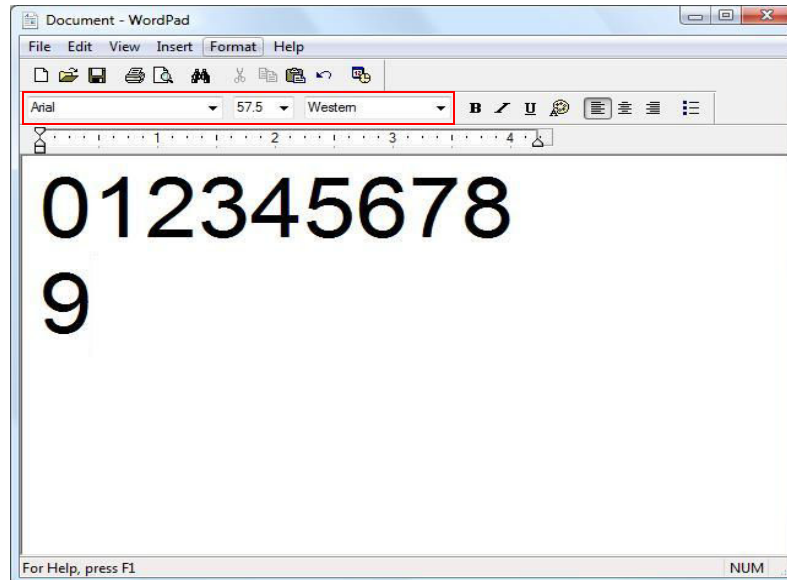 Document - WordPad
File Edit View Insert Format Help
Arial 57.5 Western B / U
1 2 3 4
012345678
9
For Help, press F1 NUM